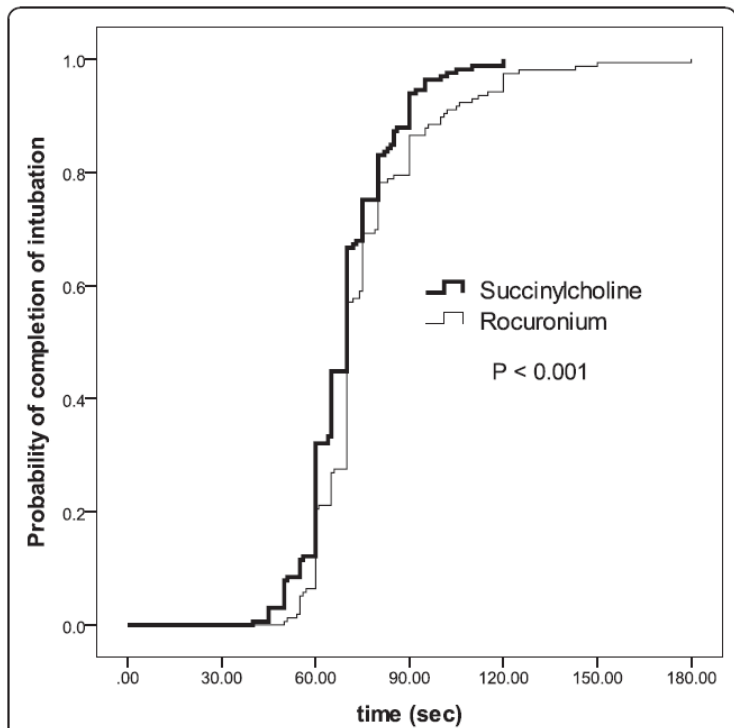 Probability of completion of intubation
1.0
0.8
0.6
0.4
0.2
0.0
Succinylcholine
Rocuronium
P < 0.001
.00 30.00 60.00 90.00 120.00 150.00 180.00
time (sec)